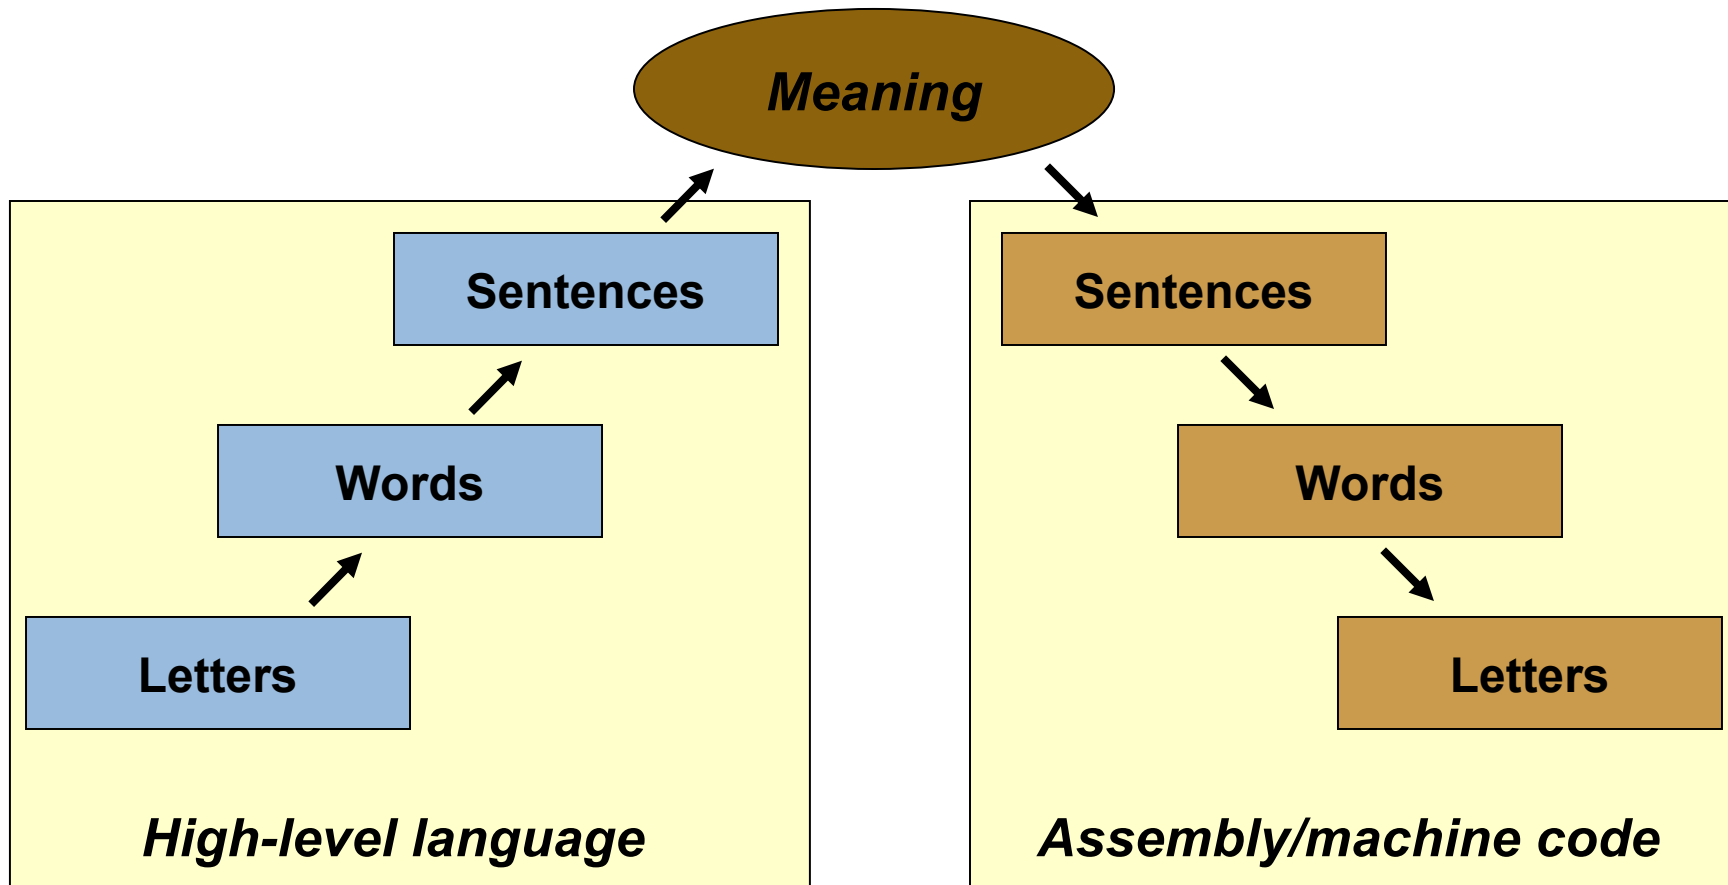 Meaning
Sentences
Sentences
Words
Words
Letters
Letters
High-level language
Assembly/machine code